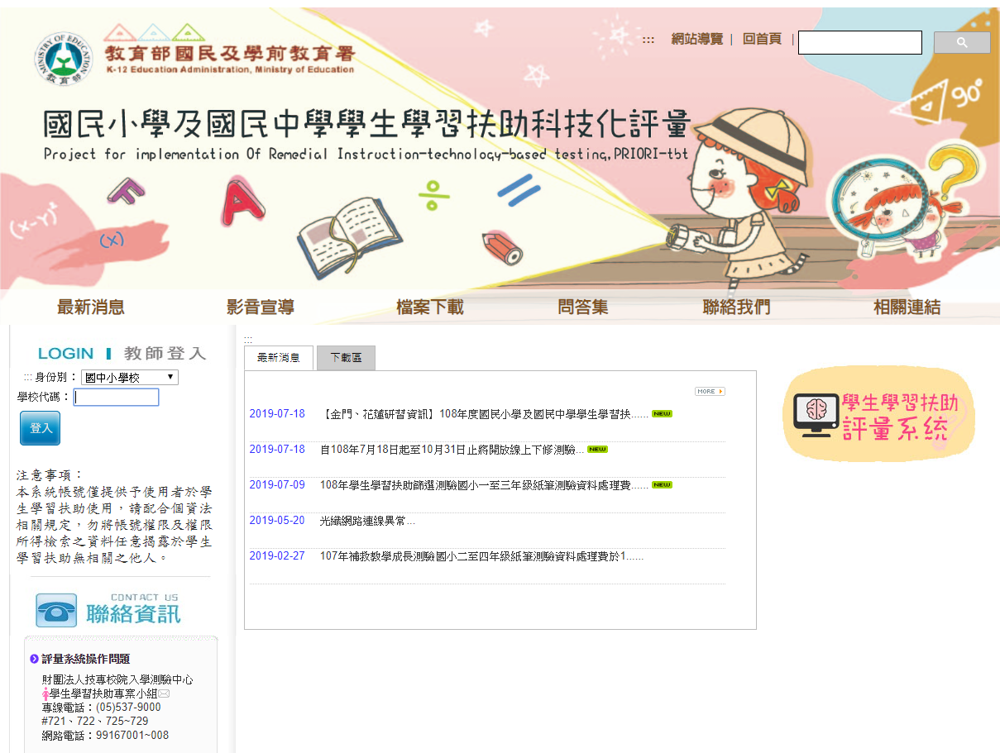 MINISTRY OF EDUCATION
教育部
教育部國民及學前教育署
K-12 Education Administration, Ministry of Education
::: 網站導覽 | 回首頁 |
國民小學及國民中學學生學習扶助科技化評量
Project for implementation Of Remedial Instruction-technology-based testing,PRIORI-tbt
90°
F
A
(x-y)
(x)
?
最新消息 影音宣導 檔案下載 問答集 聯絡我們 相關連結
LOGIN 教師登入
::: 身份別： 國中小學校
學校代碼：
登入
注意事項：
本系統帳號僅提供予使用者於學
生學習扶助使用，請配合個資法
相關規定，勿將帳號權限及權限
所得檢索之資料任意揭露於學生
學習扶助無相關之他人。
CONTACT US
聯絡資訊
評量系統操作問題
財團法人技專校院入學測驗中心
學生學習扶助專案小組
專線電話：(05)537-9000
#721、722、725~729
網路電話：99167001~008
:::
最新消息 下載區
MORE
2019-07-18 【金門、花蓮研習資訊】108年度國民小學及國民中學學生學習扶...... NEW
2019-07-18 自108年7月18日起至10月31日止將開放線上下修測驗... NEW
2019-07-09 108年學生學習扶助篩選測驗國小一至三年級紙筆測驗資料處理費...... NEW
2019-05-20 光纖網路連線異常...
2019-02-27 107年補救教學成長測驗國小二至四年級紙筆測驗資料處理費於1......
學生學習扶助
評量系統